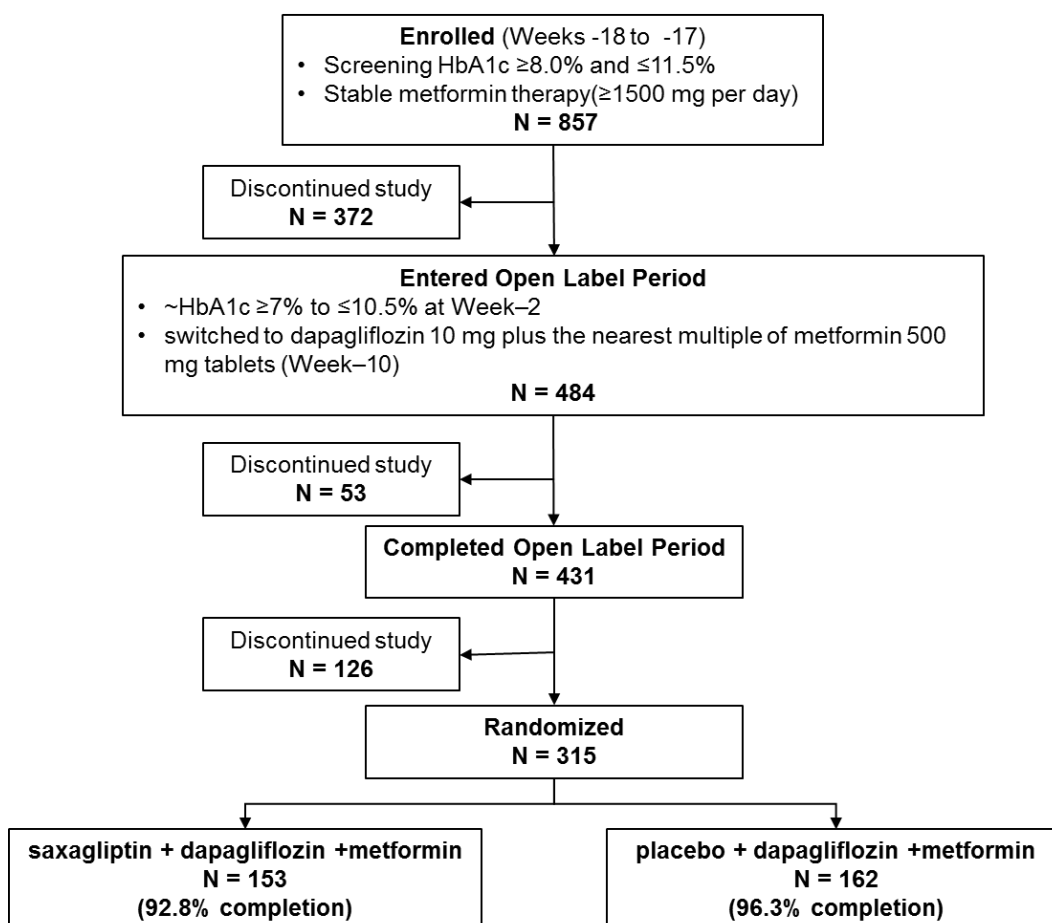 Enrolled (Weeks -18 to -17)
• Screening HbA1c ≥8.0% and ≤11.5%
• Stable metformin therapy(≥1500 mg per day)
N = 857
Discontinued study
N = 372
Entered Open Label Period
• ~HbA1c ≥7% to ≤10.5% at Week–2
• switched to dapagliflozin 10 mg plus the nearest multiple of metformin 500
mg tablets (Week–10)
N = 484
Discontinued study
N = 53
Completed Open Label Period
N = 431
Discontinued study
N = 126
Randomized
N = 315
saxagliptin + dapagliflozin +metformin
N = 153
(92.8% completion)
placebo + dapagliflozin +metformin
N = 162
(96.3% completion)